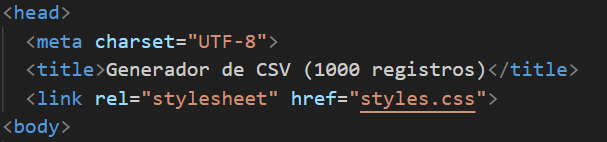 <head>
<meta charset="UTF-8">
<title>Generador de CSV (1000 registros)</title>
<link rel="stylesheet" href="styles.css">
<body>